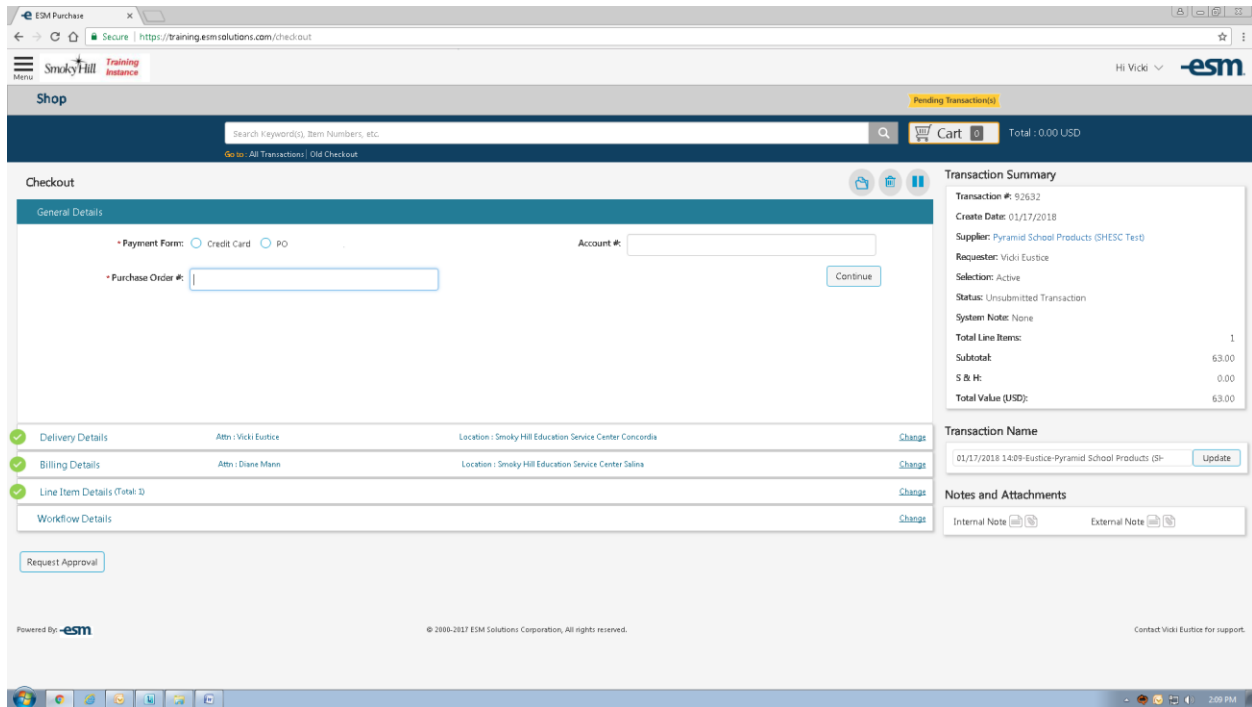 ESM Purchase
Secure | https://training.esmsolutions.com/checkout
Menu
SmokyHill
Training
Instance
Hi Vicki
esm
Shop
Pending Transaction(s)
Search Keyword(s), Item Numbers, etc.
Cart 0
Total : 0.00 USD
Go to : All Transactions | Old Checkout
Checkout
General Details
* Payment Form: Credit Card PO
Account #:
* Purchase Order #:
Continue
Delivery Details Attn : Vicki Eustice Location : Smoky Hill Education Service Center Concordia Change
Billing Details Attn : Diane Mann Location : Smoky Hill Education Service Center Salina Change
Line Item Details (Total: 1) Change
Workflow Details Change
Request Approval
Transaction Summary
Transaction #: 92632
Create Date: 01/17/2018
Supplier: Pyramid School Products (SHESC Test)
Requester: Vicki Eustice
Selection: Active
Status: Unsubmitted Transaction
System Note: None
Total Line Items: 1
Subtotal: 63.00
S & H: 0.00
Total Value (USD): 63.00
Transaction Name
01/17/2018 14:09-Eustice-Pyramid School Products (SH- Update
Notes and Attachments
Internal Note External Note
Powered By: esm
© 2000-2017 ESM Solutions Corporation, All rights reserved.
Contact Vicki Eustice for support.
2:09 PM